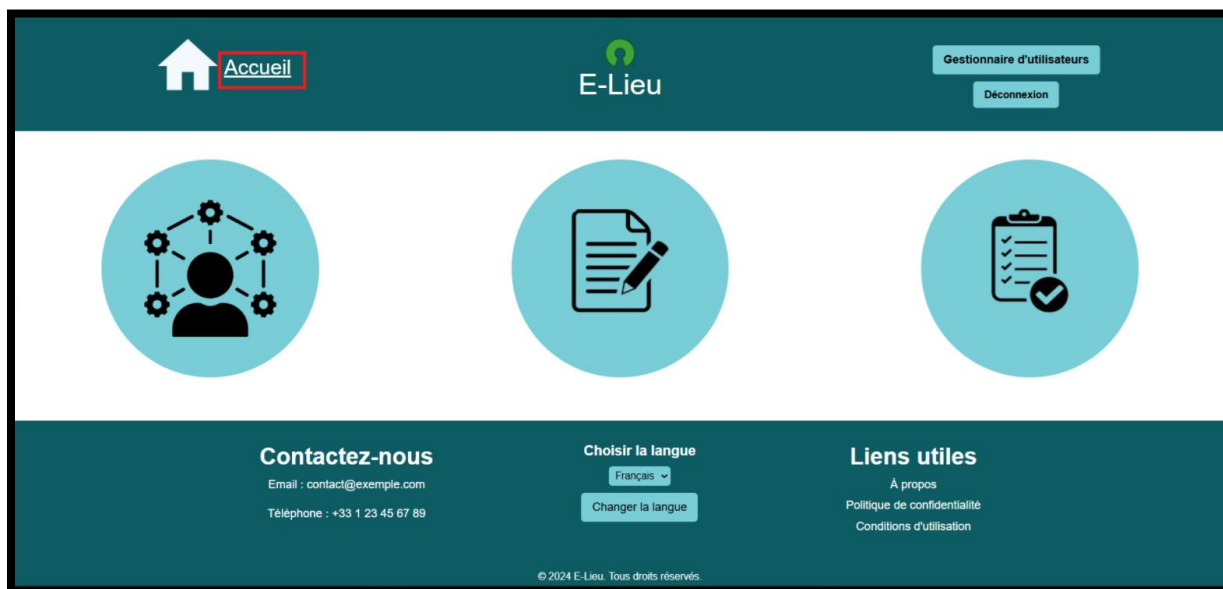 Accueil
E-Lieu
Gestionnaire d'utilisateurs
Déconnexion
Contactez-nous
Email : contact@exemple.com
Téléphone : +33 1 23 45 67 89
Choisir la langue
Français
Changer la langue
Liens utiles
À propos
Politique de confidentialité
Conditions d'utilisation
© 2024 E-Lieu. Tous droits réservés.